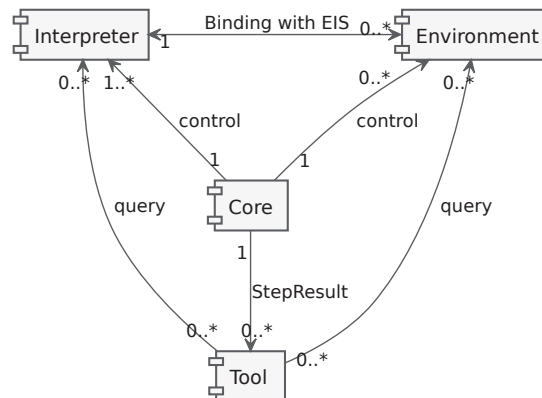 Binding with EIS
Interpreter
1
0..*
Environment
0..*
1..*
0..*
0..*
control
control
1
1
Core
query
query
1
StepResult
0..*
0..*
0..*
Tool